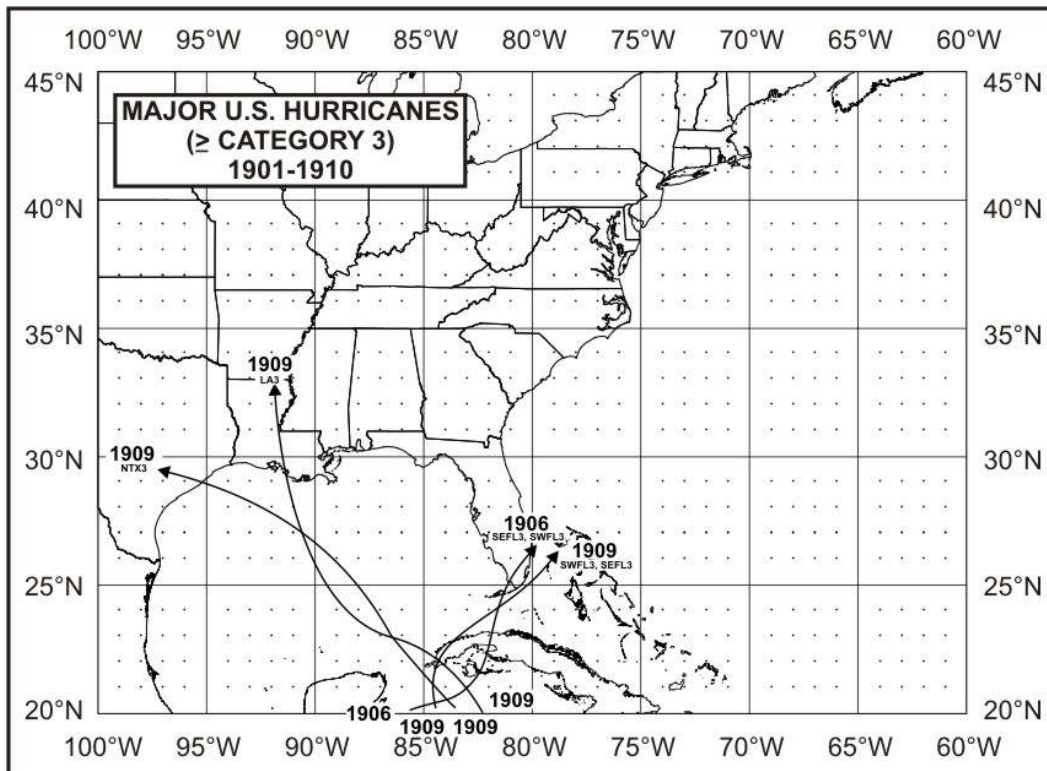 100°W 95°W 90°W 85°W 80°W 75°W 70°W 65°W 60°W
45°N 45°N
MAJOR U.S. HURRICANES
(≥ CATEGORY 3)
1901-1910
40°N 40°N
35°N 35°N
1909
LA3
1909
NTX3
30°N 30°N
1906
SEFL3, SWFL3
1909
SWFL3, SEFL3
25°N 25°N
1909
1906
20°N 20°N
1909 1909
100°W 95°W 90°W 85°W 80°W 75°W 70°W 65°W 60°W